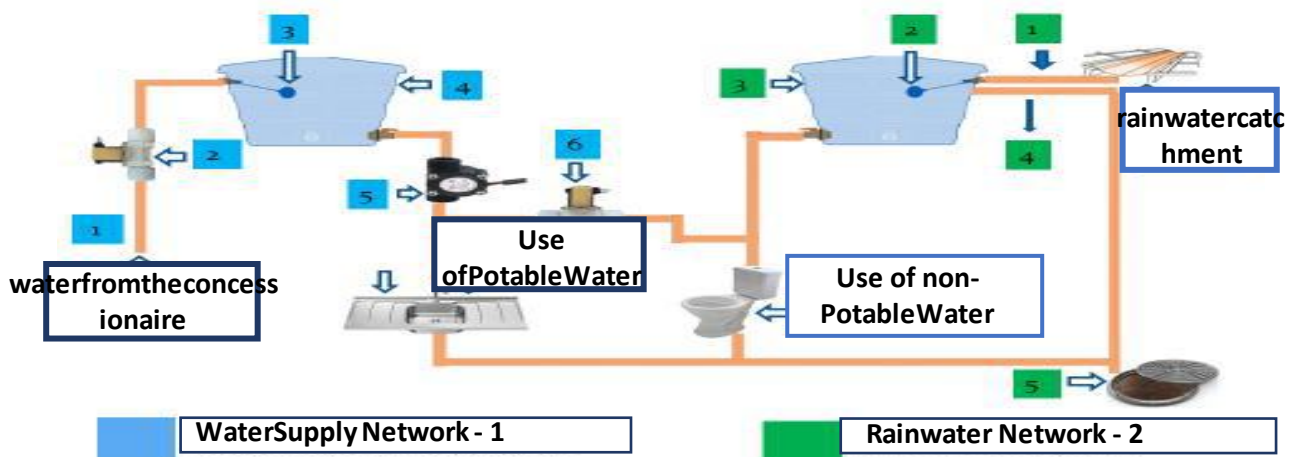 3
2
1
4
3
rainwatercatc
hment
2
6
4
5
1
Use
ofPotableWater
waterfromtheconcess
ionaire
Use of non-
PotableWater
5
WaterSupply Network - 1
Rainwater Network - 2